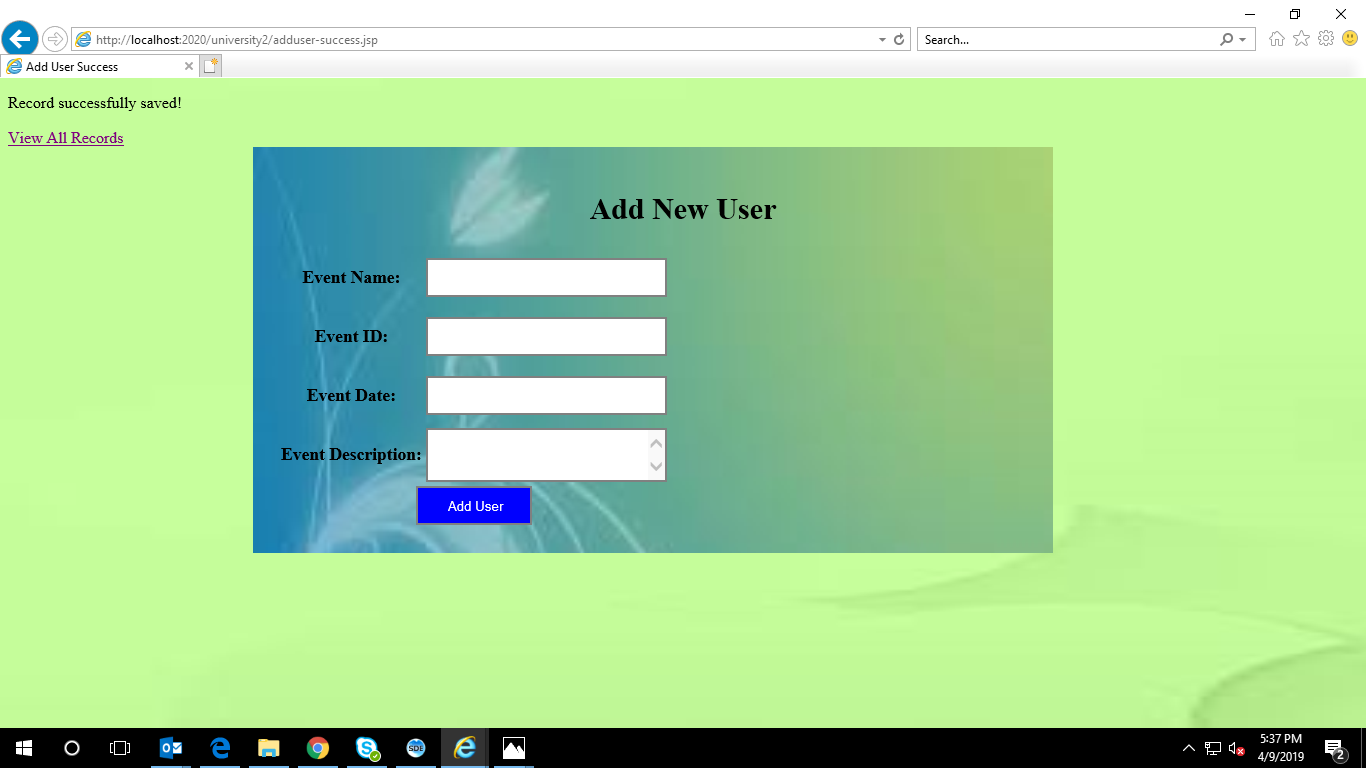 http://localhost:2020/university2/adduser-success.jsp
Search...
Add User Success
Record successfully saved!
View All Records
Add New User
Event Name:
Event ID:
Event Date:
Event Description:
Add User
SDE
5:37 PM
4/9/2019
2